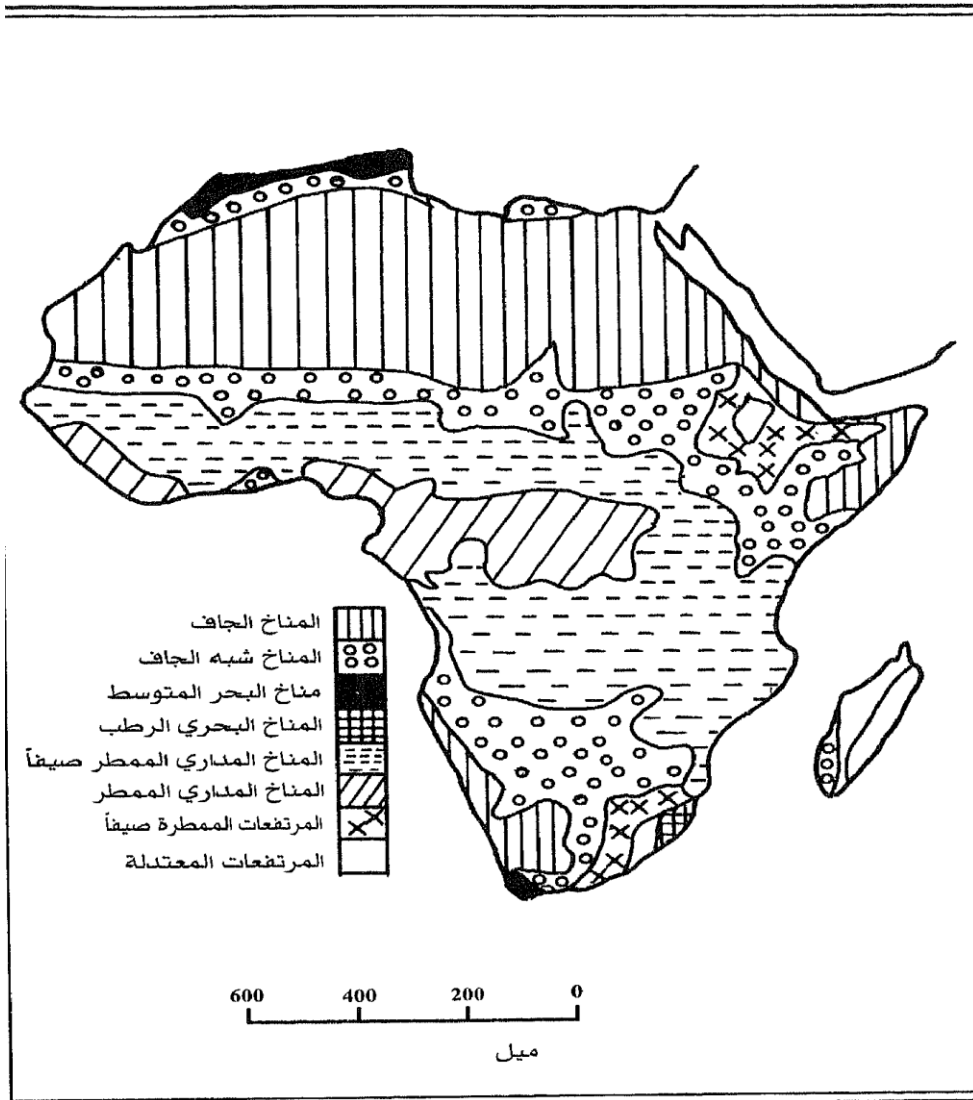 المناخ الجاف
المناخ شبه الجاف
مناخ البحر المتوسط
المناخ البحري الرطب
المناخ المداري الممطر صيفاً
المناخ المداري الممطر
المرتفعات الممطرة صيفاً
المرتفعات المعتدلة
600 400 200 0
ميل